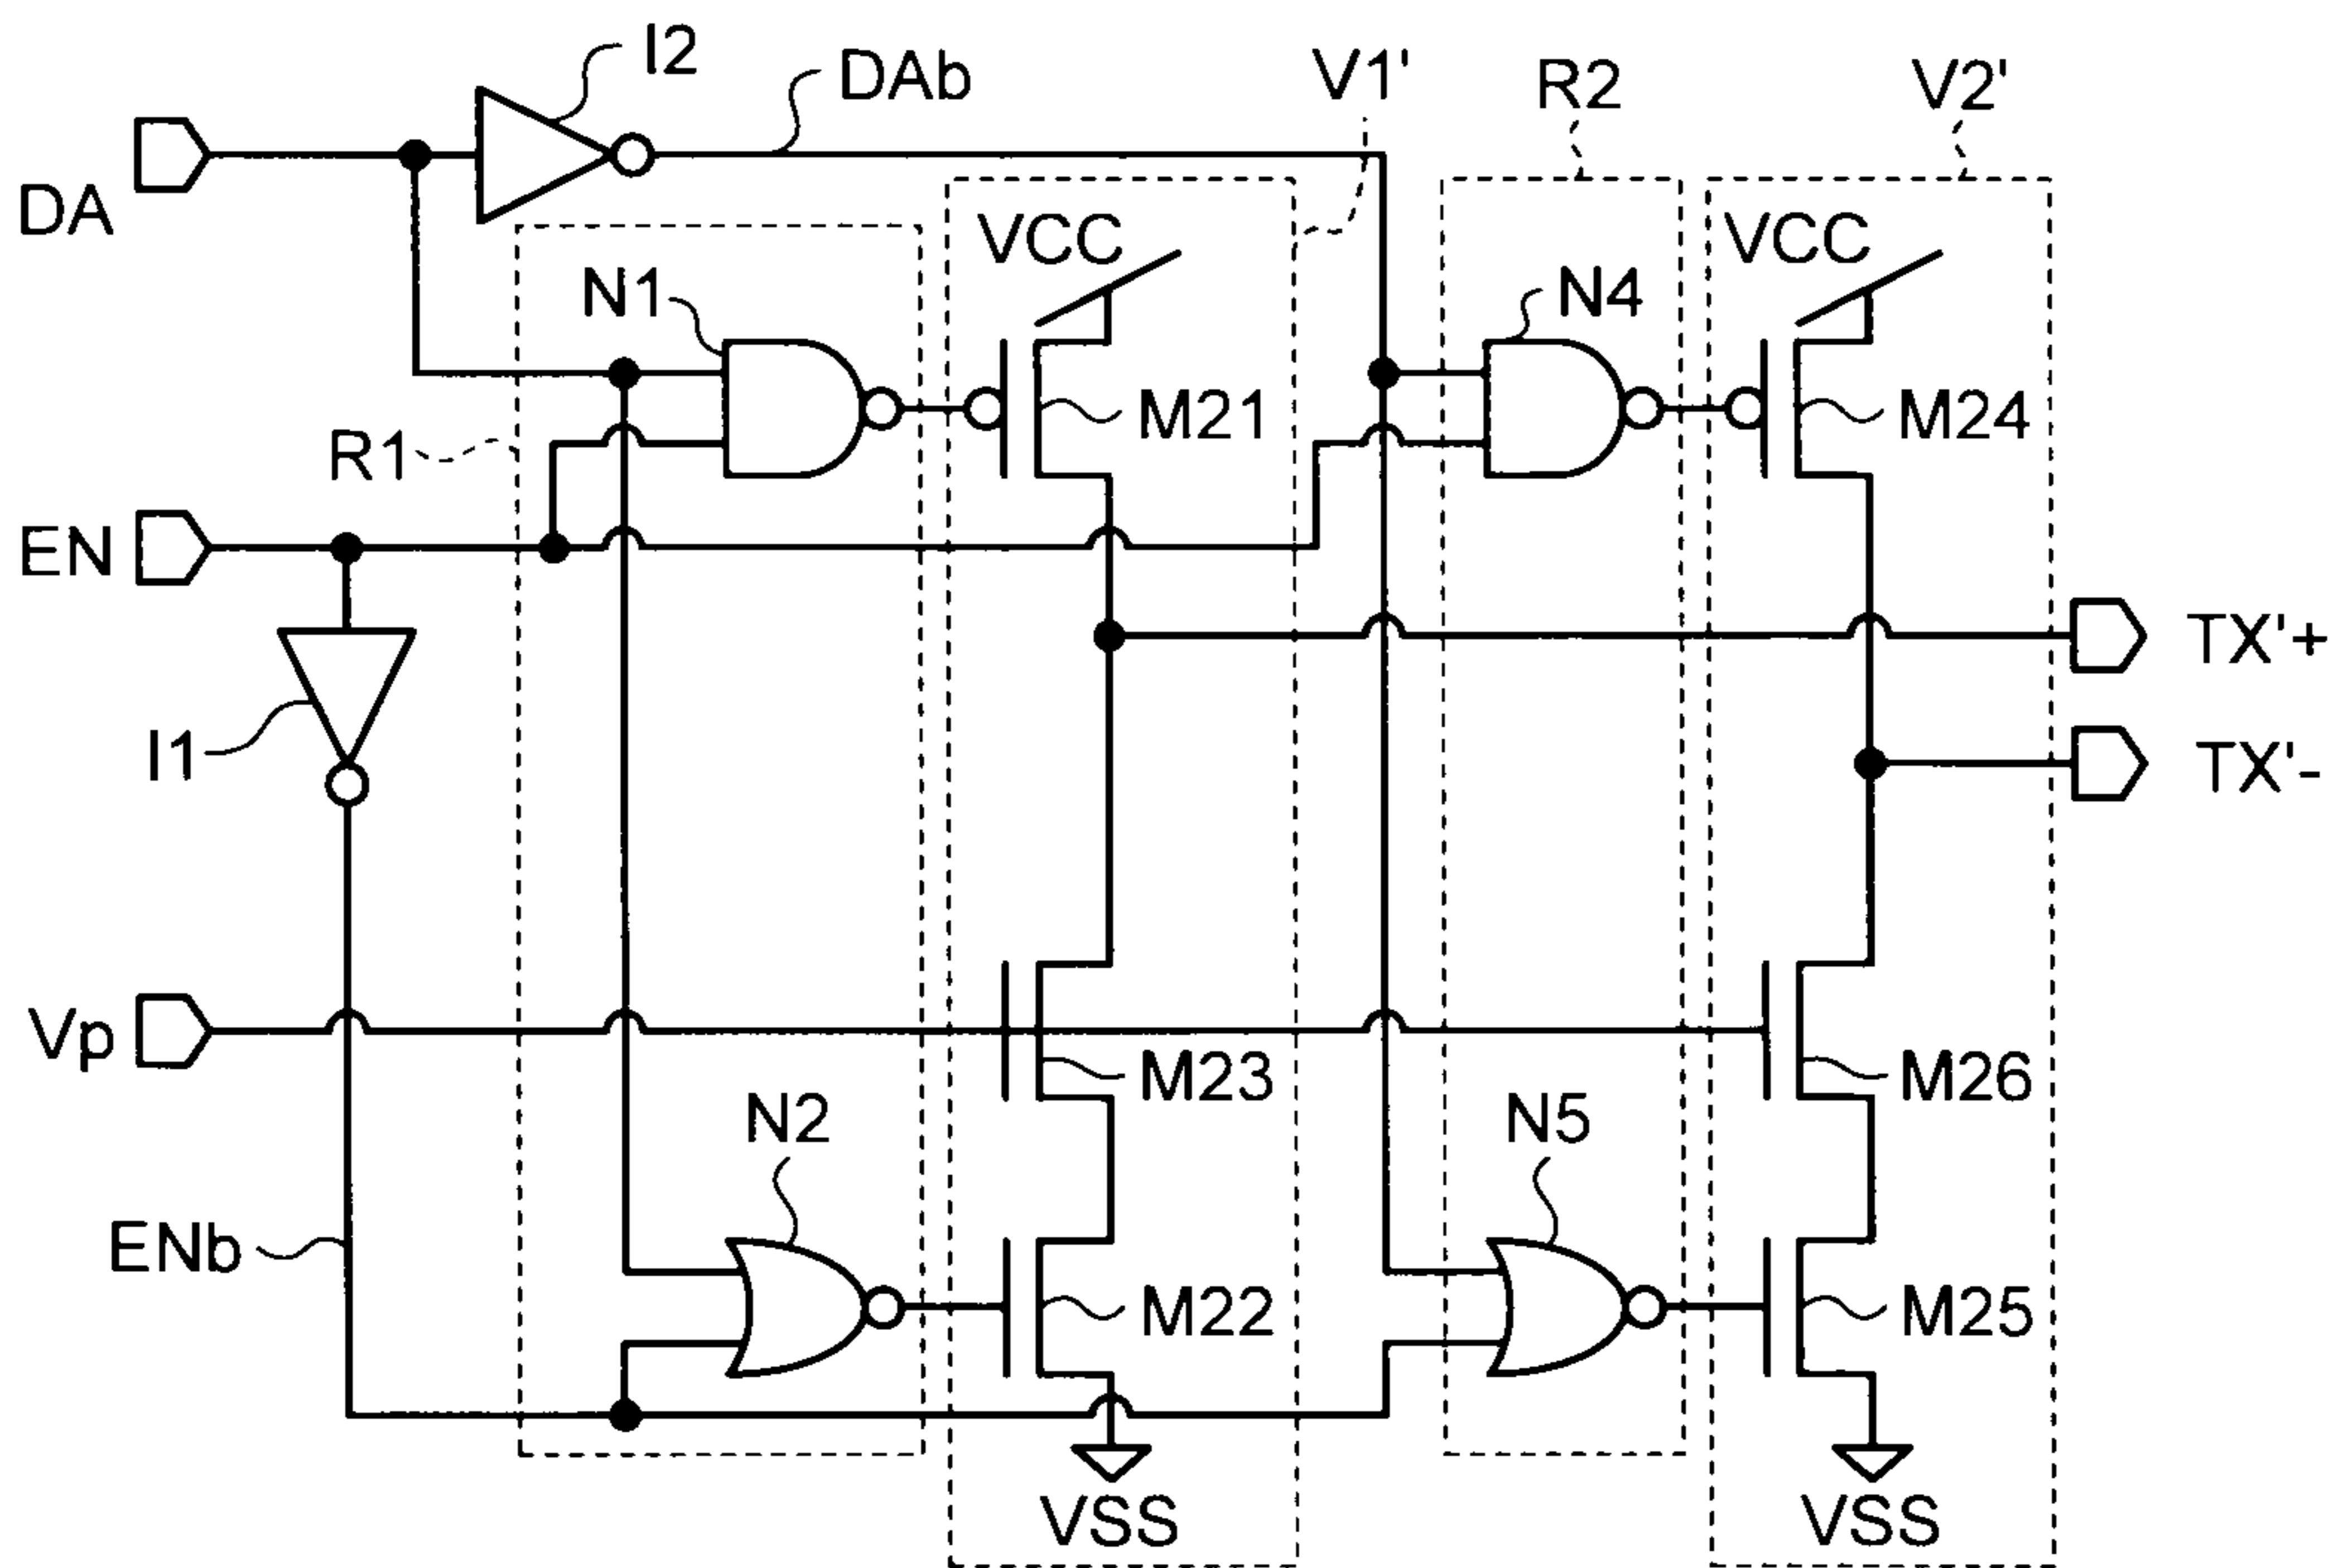 I2
DAb
V1'
R2
V2'
DA
VCC
VCC
N1
N4
M21
M24
R1
EN
TX'+
I1
TX'-
Vp
M23
M26
N2
N5
ENb
M22
M25
VSS
VSS